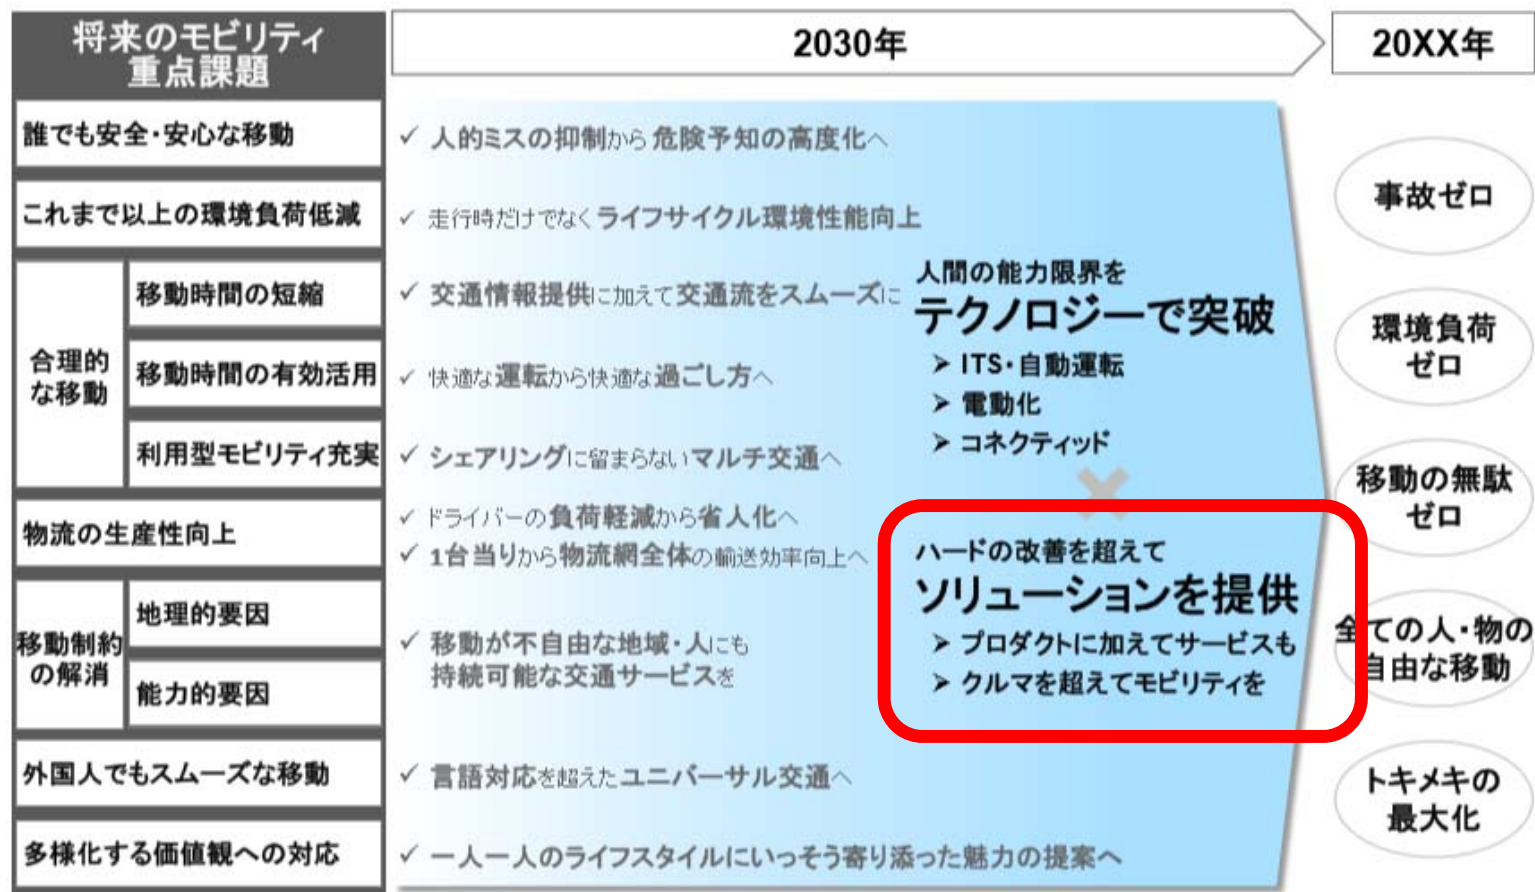 将来のモビリティ
重点課題
2030年
20XX年
誰でも安全・安心な移動
✓ 人的ミスの抑制から 危険予知の高度化へ
これまで以上の環境負荷低減
✓ 走行時だけでなく ライフサイクル環境性能向上
合理的
な移動
移動時間の短縮
✓ 交通情報提供に加えて 交通流をスムーズに
移動時間の有効活用
✓ 快適な運転から快適な過ごし方へ
利用型モビリティ充実
✓ シェアリングに留まらないマルチ交通へ
物流の生産性向上
✓ ドライバーの負荷軽減から省人化へ
✓ 1台当りから物流網全体の輸送効率向上へ
移動制約
の解消
地理的要因
能力的要因
✓ 移動が不自由な地域・人にも
持続可能な交通サービスを
外国人でもスムーズな移動
✓ 言語対応を超えたユニバーサル交通へ
多様化する価値観への対応
✓ 一人一人のライフスタイルにいっそう寄り添った魅力の提案へ
人間の能力限界を
テクノロジーで突破
➢ ITS・自動運転
➢ 電動化
➢ コネクティッド
×
ハードの改善を超えて
ソリューションを提供
➢ プロダクトに加えてサービスも
➢ クルマを超えてモビリティを
事故ゼロ
環境負荷
ゼロ
移動の無駄
ゼロ
全ての人・物の
自由な移動
トキメキの
最大化